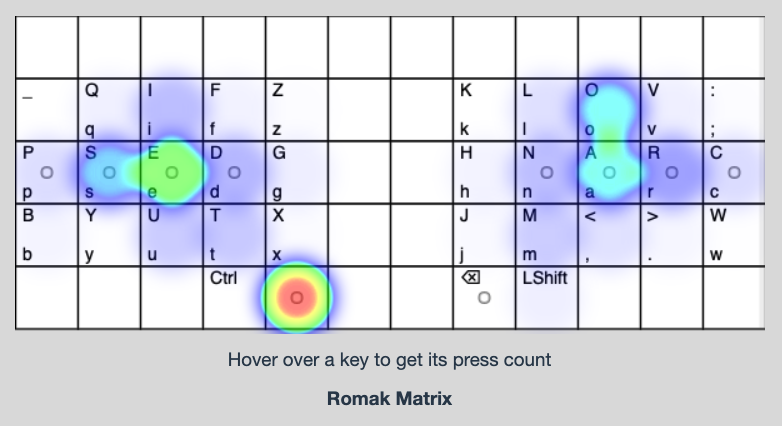 _ Q I F Z K L O V :
q i f z k l o v ;
P S E D G H N A R C
p s e d g h n a r c
B Y U T X J M < > W
b y u t x j m , . w
Ctrl ⌫ LShift
Hover over a key to get its press count
Romak Matrix